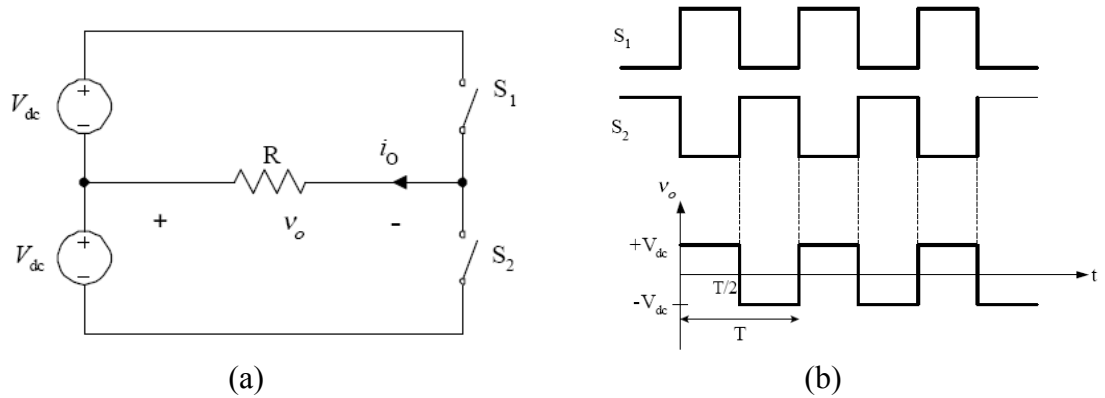 V_dc
+
−
S_1
R
i_O
+
v_o
-
V_dc
+
−
S_2
(a)
S_1
S_2
v_o
+V_dc
T/2
t
-V_dc
T
(b)